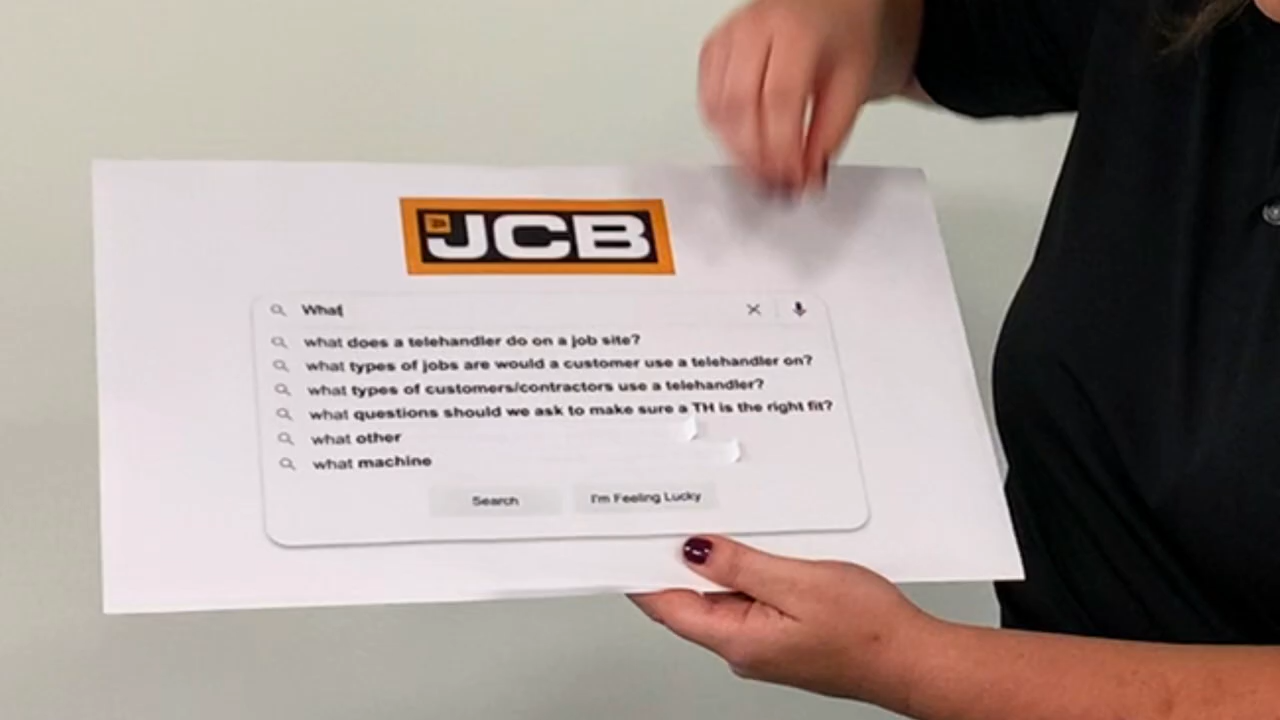 JCB
What
what does a telehandler do on a job site?
what types of jobs are would a customer use a telehandler on?
what types of customers/contractors use a telehandler?
what questions should we ask to make sure a TH is the right fit?
what other
what machine
Search
I'm Feeling Lucky